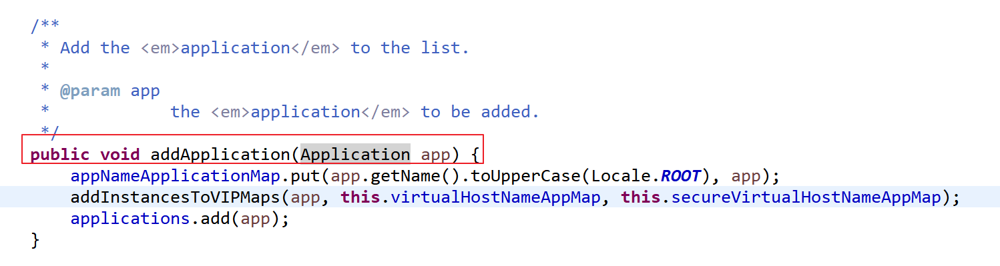 /**
 * Add the <em>application</em> to the list.
 *
 * @param app
 *            the <em>application</em> to be added.
 */
public void addApplication(Application app) {
    appNameApplicationMap.put(app.getName().toUpperCase(Locale.ROOT), app);
    addInstancesToVIPMaps(app, this.virtualHostNameAppMap, this.secureVirtualHostNameAppMap);
    applications.add(app);
}